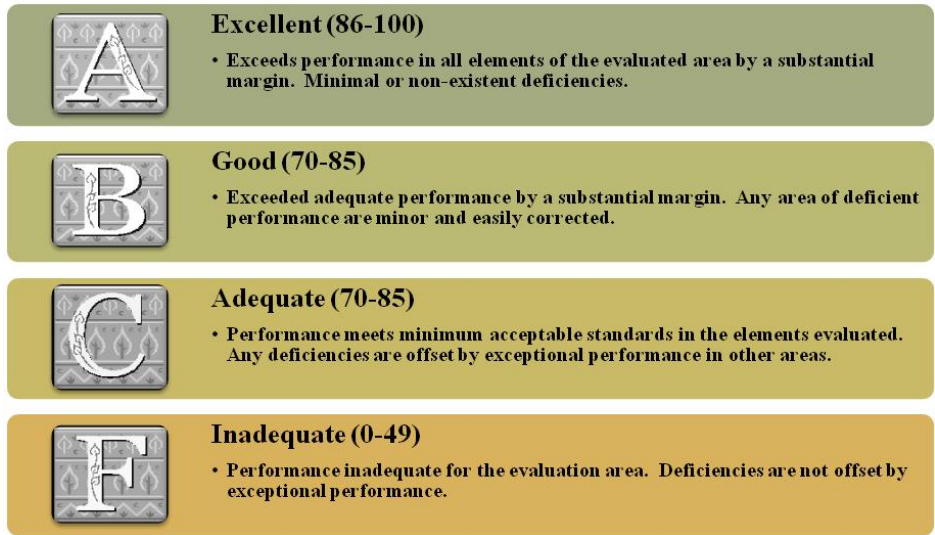 A
Excellent (86-100)
• Exceeds performance in all elements of the evaluated area by a substantial
margin.  Minimal or non-existent deficiencies.
B
Good (70-85)
• Exceeded adequate performance by a substantial margin.  Any area of deficient
performance are minor and easily corrected.
C
Adequate (70-85)
• Performance meets minimum acceptable standards in the elements evaluated.
Any deficiencies are offset by exceptional performance in other areas.
F
Inadequate (0-49)
• Performance inadequate for the evaluation area.  Deficiencies are not offset by
exceptional performance.